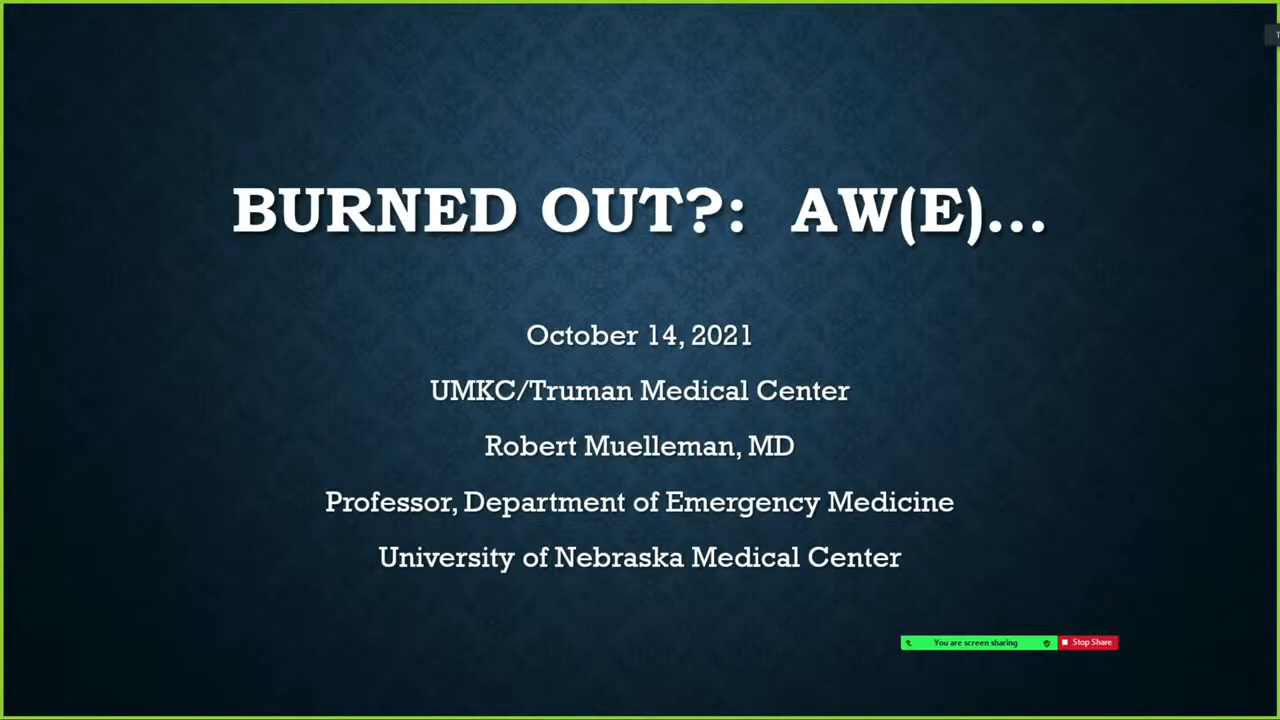 BURNED OUT?: AW(E)...
October 14, 2021
UMKC/Truman Medical Center
Robert Muelleman, MD
Professor, Department of Emergency Medicine
University of Nebraska Medical Center
You are screen sharing Stop Share